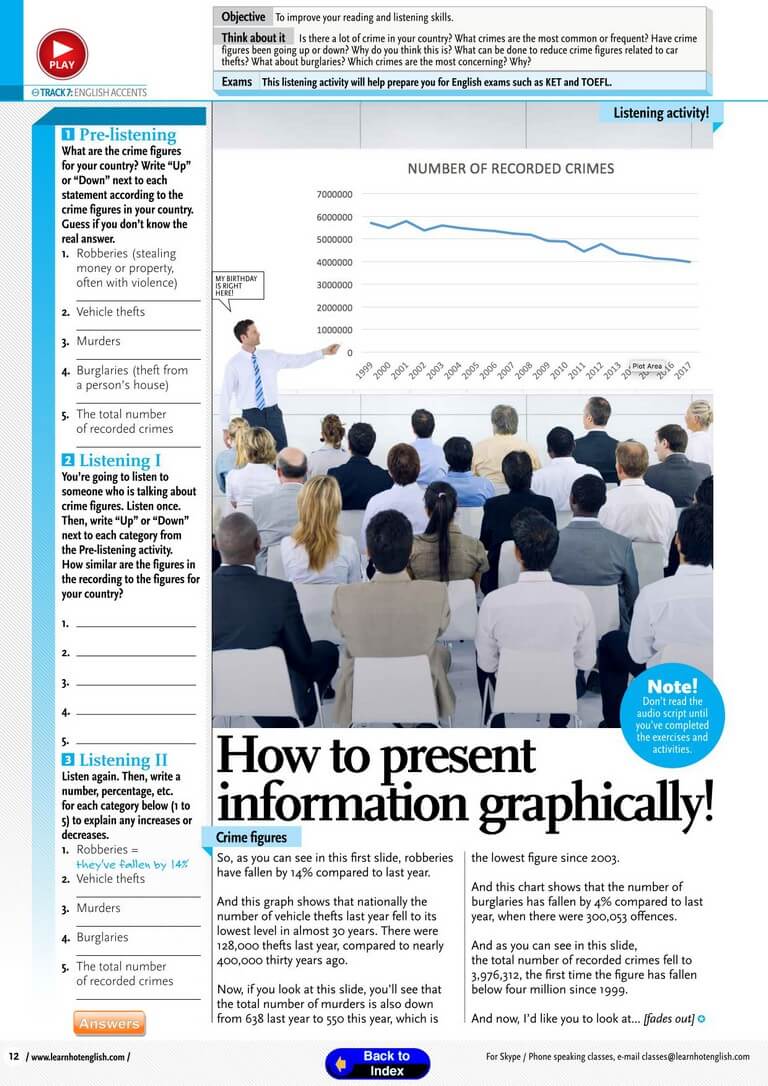 Objective To improve your reading and listening skills.
Think about it Is there a lot of crime in your country? What crimes are the most common or frequent? Have crime
figures been going up or down? Why do you think this is? What can be done to reduce crime figures related to car
thefts? What about burglaries? Which crimes are the most concerning? Why?
Exams This listening activity will help prepare you for English exams such as KET and TOEFL.
PLAY
TRACK 7: ENGLISH ACCENTS
Listening activity!
1 Pre-listening
What are the crime figures
for your country? Write “Up”
or “Down” next to each
statement according to the
crime figures in your country.
Guess if you don’t know the
real answer.
1. Robberies (stealing
money or property,
often with violence)
2. Vehicle thefts
3. Murders
4. Burglaries (theft from
a person’s house)
5. The total number
of recorded crimes
2 Listening I
You’re going to listen to
someone who is talking about
crime figures. Listen once.
Then, write “Up” or “Down”
next to each category from
the Pre-listening activity.
How similar are the figures in
the recording to the figures for
your country?
1.
2.
3.
4.
5.
3 Listening II
Listen again. Then, write a
number, percentage, etc.
for each category below (1 to
5) to explain any increases or
decreases.
1. Robberies =
they’ve fallen by 14%
2. Vehicle thefts
3. Murders
4. Burglaries
5. The total number
of recorded crimes
Answers
NUMBER OF RECORDED CRIMES
7000000
6000000
5000000
4000000
3000000
2000000
1000000
0
1999 2000 2001 2002 2003 2004 2005 2006 2007 2008 2009 2010 2011 2012 2013 2017
Plot Area
MY BIRTHDAY
IS RIGHT
HERE!
Note!
Don’t read the
audio script until
you’ve completed
the exercises and
activities.
How to present
information graphically!
Crime figures
So, as you can see in this first slide, robberies
have fallen by 14% compared to last year.
And this graph shows that nationally the
number of vehicle thefts last year fell to its
lowest level in almost 30 years. There were
128,000 thefts last year, compared to nearly
400,000 thirty years ago.
Now, if you look at this slide, you’ll see that
the total number of murders is also down
from 638 last year to 550 this year, which is
the lowest figure since 2003.
And this chart shows that the number of
burglaries has fallen by 4% compared to last
year, when there were 300,053 offences.
And as you can see in this slide,
the total number of recorded crimes fell to
3,976,312, the first time the figure has fallen
below four million since 1999.
And now, I’d like you to look at... [fades out]
12 / www.learnhotenglish.com /
Back to
Index
For Skype / Phone speaking classes, e-mail classes@learnhotenglish.com